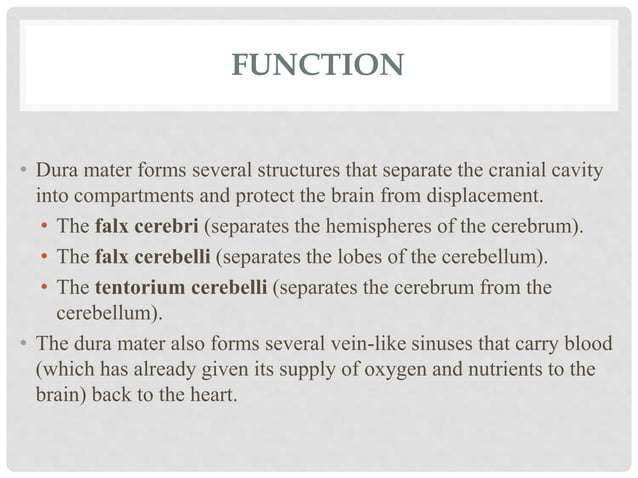 FUNCTION
• Dura mater forms several structures that separate the cranial cavity
into compartments and protect the brain from displacement.
• The falx cerebri (separates the hemispheres of the cerebrum).
• The falx cerebelli (separates the lobes of the cerebellum).
• The tentorium cerebelli (separates the cerebrum from the
cerebellum).
• The dura mater also forms several vein-like sinuses that carry blood
(which has already given its supply of oxygen and nutrients to the
brain) back to the heart.